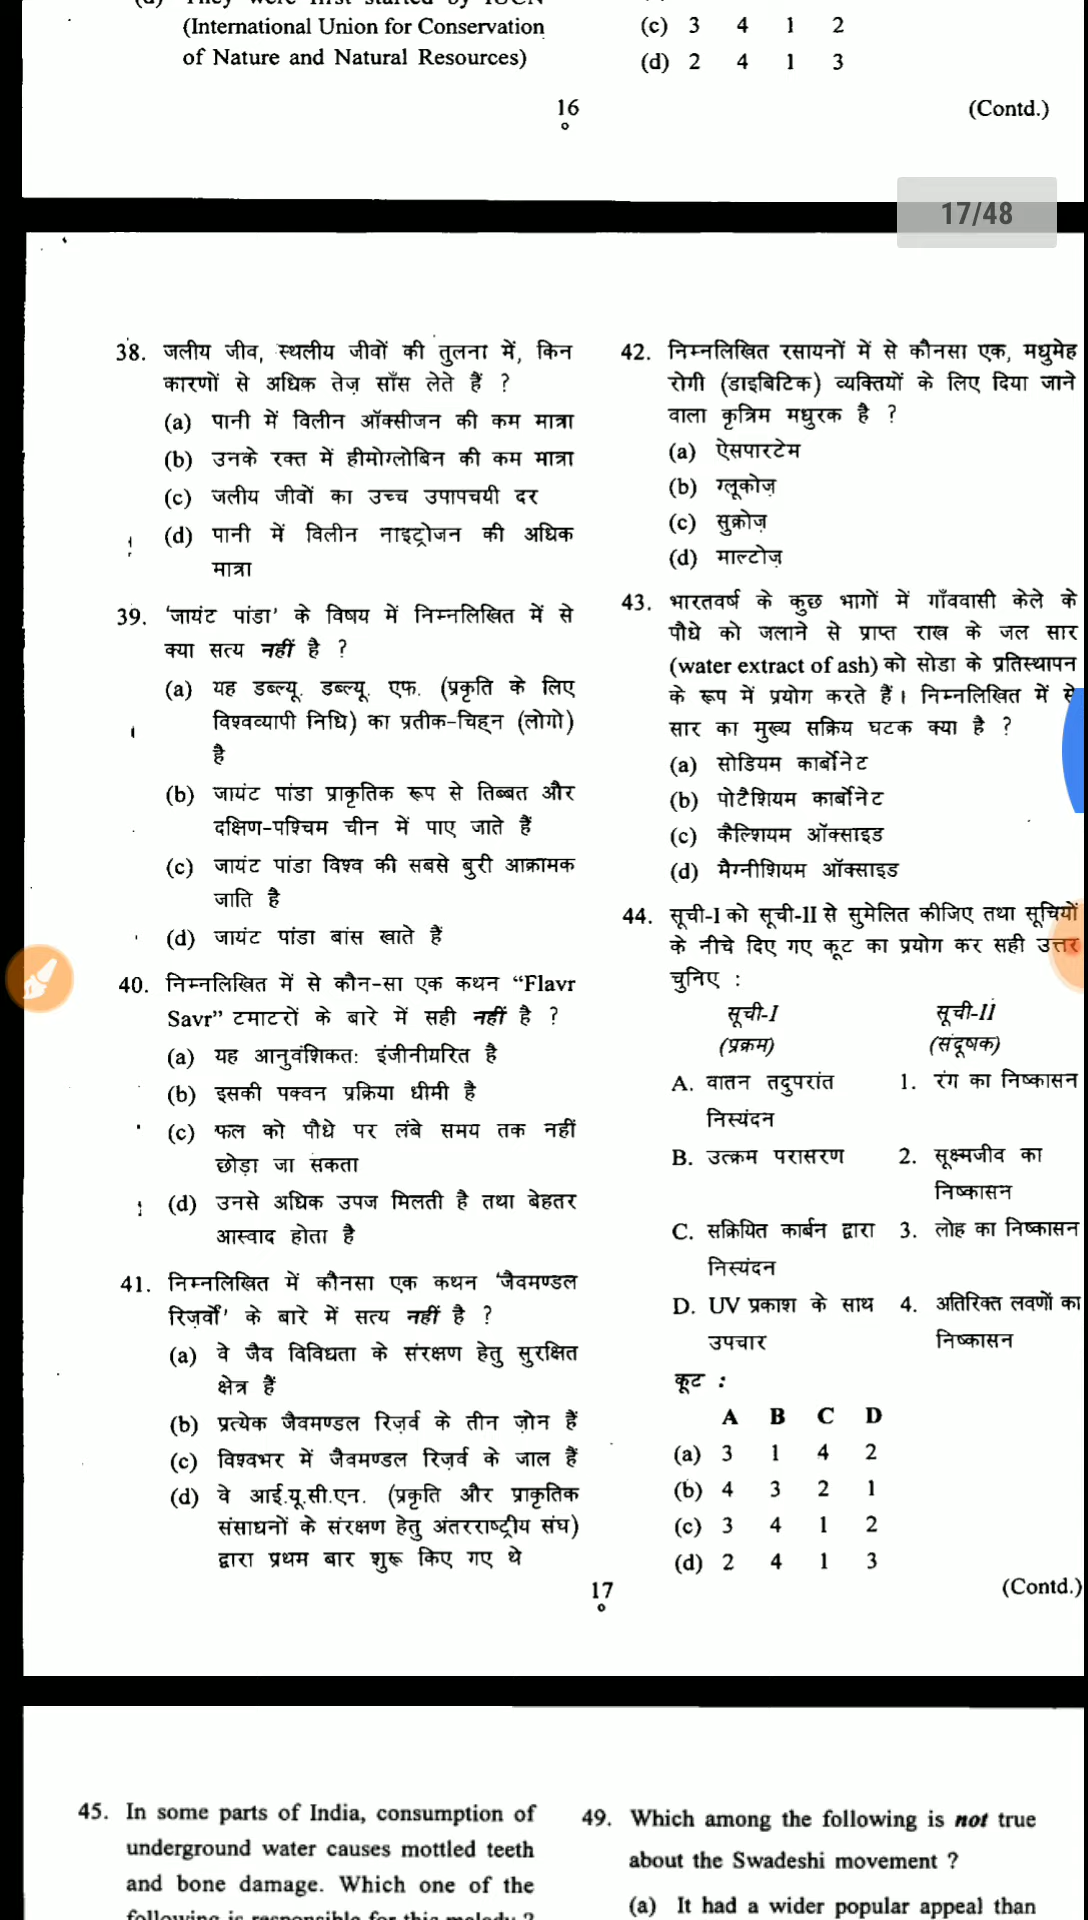 (International Union for Conservation
of Nature and Natural Resources)
(c) 3 4 1 2
(d) 2 4 1 3
16
(Contd.)
17/48
38. जलीय जीव, स्थलीय जीवों की तुलना में, किन
कारणों से अधिक तेज़ साँस लेते हैं ?
(a) पानी में विलीन ऑक्सीजन की कम मात्रा
(b) उनके रक्त में हीमोग्लोबिन की कम मात्रा
(c) जलीय जीवों का उच्च उपापचयी दर
(d) पानी में विलीन नाइट्रोजन की अधिक
मात्रा
39. ‘जायंट पांडा’ के विषय में निम्नलिखित में से
क्या सत्य नहीं है ?
(a) यह डब्ल्यू. डब्ल्यू. एफ. (प्रकृति के लिए
विश्वव्यापी निधि) का प्रतीक-चिह्न (लोगो)
है
(b) जायंट पांडा प्राकृतिक रूप से तिब्बत और
दक्षिण-पश्चिम चीन में पाए जाते हैं
(c) जायंट पांडा विश्व की सबसे बुरी आक्रामक
जाति है
(d) जायंट पांडा बांस खाते हैं
40. निम्नलिखित में से कौन-सा एक कथन “Flavr
Savr” टमाटरों के बारे में सही नहीं है ?
(a) यह आनुवंशिकतः इंजीनीयरित है
(b) इसकी पक्वन प्रक्रिया धीमी है
(c) फल को पौधे पर लंबे समय तक नहीं
छोड़ा जा सकता
(d) उनसे अधिक उपज मिलती है तथा बेहतर
आस्वाद होता है
41. निम्नलिखित में कौनसा एक कथन ‘जैवमण्डल
रिज़र्वों’ के बारे में सत्य नहीं है ?
(a) वे जैव विविधता के संरक्षण हेतु सुरक्षित
क्षेत्र हैं
(b) प्रत्येक जैवमण्डल रिज़र्व के तीन ज़ोन हैं
(c) विश्वभर में जैवमण्डल रिज़र्व के जाल हैं
(d) वे आई.यू.सी.एन. (प्रकृति और प्राकृतिक
संसाधनों के संरक्षण हेतु अंतरराष्ट्रीय संघ)
द्वारा प्रथम बार शुरू किए गए थे
42. निम्नलिखित रसायनों में से कौनसा एक, मधुमेह
रोगी (डाइबिटिक) व्यक्तियों के लिए दिया जाने
वाला कृत्रिम मधुरक है ?
(a) ऐसपारटेम
(b) ग्लूकोज़
(c) सुक्रोज़
(d) माल्टोज़
43. भारतवर्ष के कुछ भागों में गाँववासी केले के
पौधे को जलाने से प्राप्त राख के जल सार
(water extract of ash) को सोडा के प्रतिस्थापन
के रूप में प्रयोग करते हैं। निम्नलिखित में से
सार का मुख्य सक्रिय घटक क्या है ?
(a) सोडियम कार्बोनेट
(b) पोटैशियम कार्बोनेट
(c) कैल्शियम ऑक्साइड
(d) मैग्नीशियम ऑक्साइड
44. सूची-I को सूची-II से सुमेलित कीजिए तथा सूचियों
के नीचे दिए गए कूट का प्रयोग कर सही उत्तर
चुनिए :
सूची-I सूची-II
(प्रक्रम) (संदूषक)
A. वातन तदुपरांत 1. रंग का निष्कासन
निस्यंदन
B. उत्क्रम परासरण 2. सूक्ष्मजीव का
निष्कासन
C. सक्रियित कार्बन द्वारा 3. लोह का निष्कासन
निस्यंदन
D. UV प्रकाश के साथ 4. अतिरिक्त लवणों का
उपचार निष्कासन
कूट :
A B C D
(a) 3 1 4 2
(b) 4 3 2 1
(c) 3 4 1 2
(d) 2 4 1 3
17
(Contd.)
45. In some parts of India, consumption of
underground water causes mottled teeth
and bone damage. Which one of the
49. Which among the following is not true
about the Swadeshi movement ?
(a) It had a wider popular appeal than